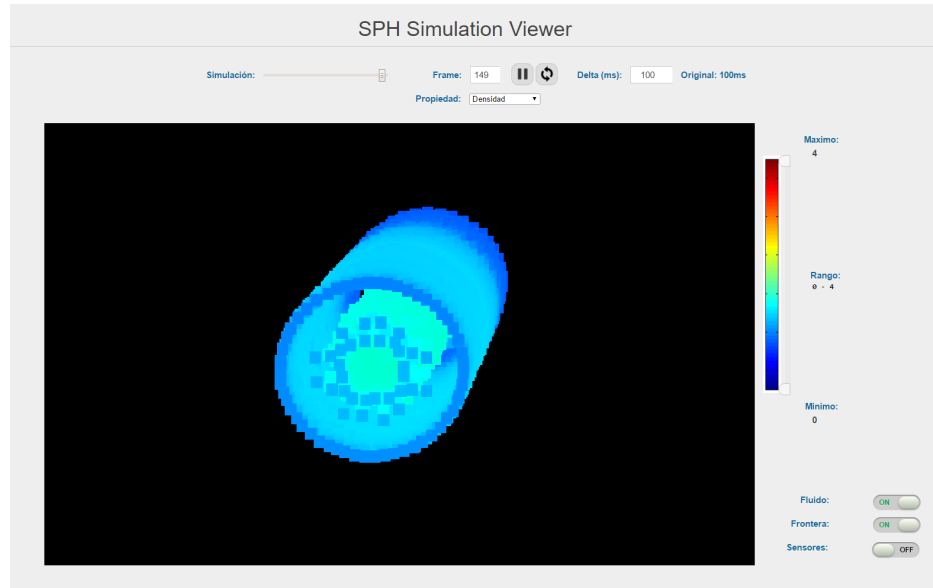 SPH Simulation Viewer
Simulación: Frame: 149 Delta (ms): 100 Original: 100ms
Propiedad: Densidad
Maximo:
4
Rango:
0 - 4
Minimo:
0
Fluido: ON
Frontera: ON
Sensores: OFF